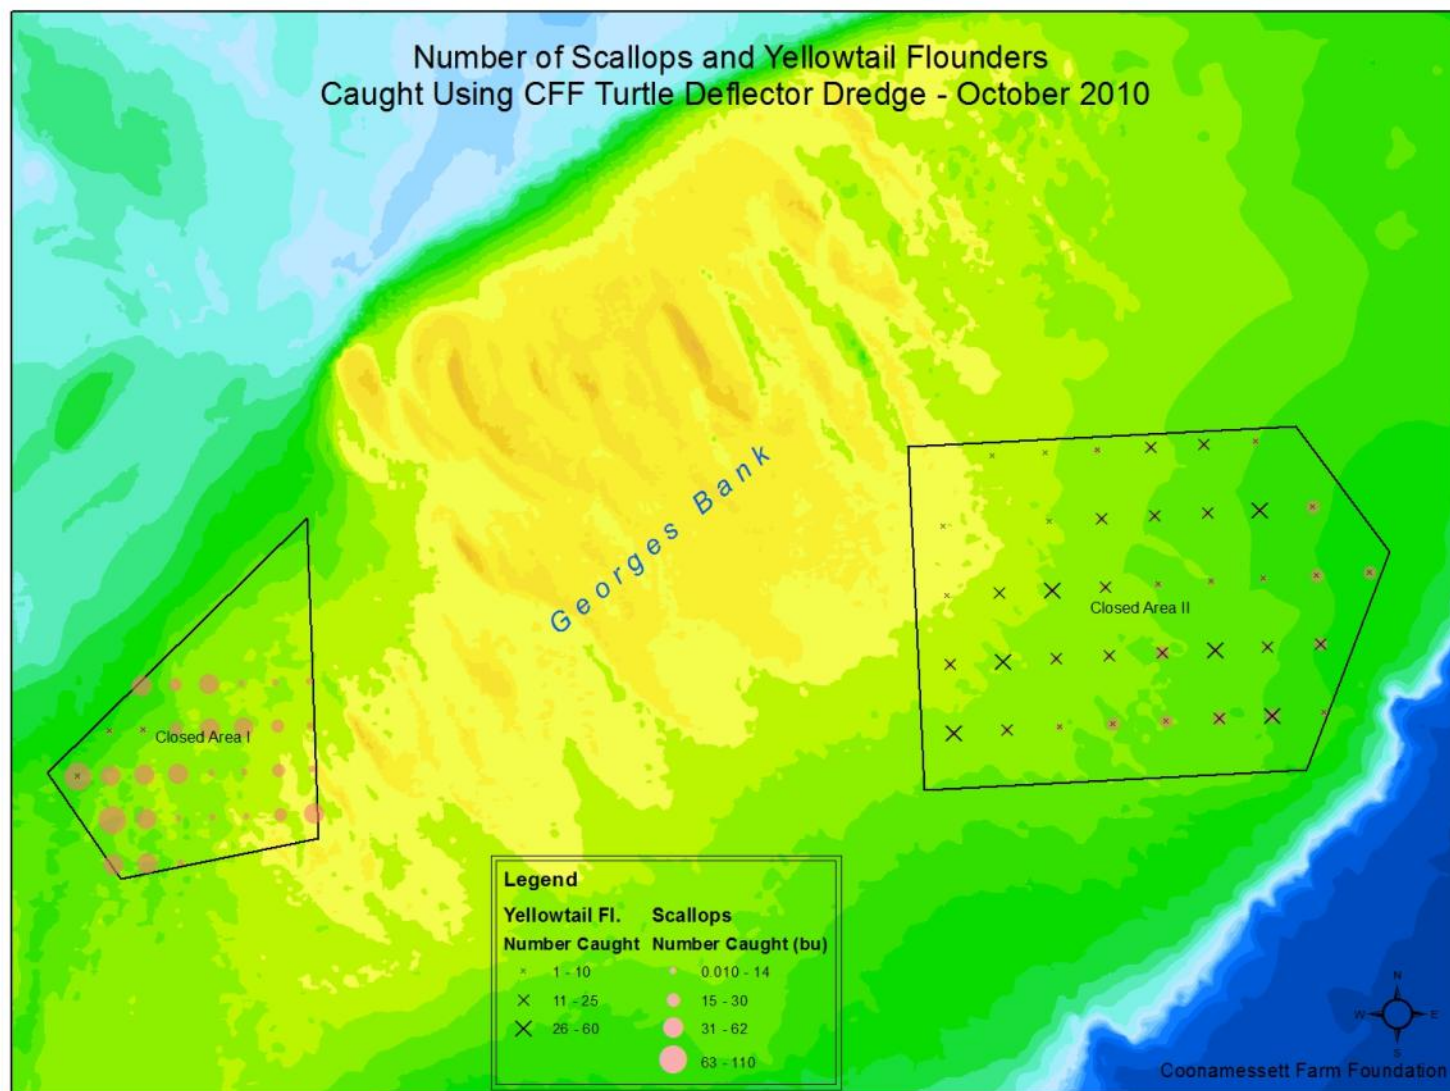 Number of Scallops and Yellowtail Flounders
Caught Using CFF Turtle Deflector Dredge - October 2010
Georges Bank
Closed Area II
Closed Area I
Legend
Yellowtail Fl. Scallops
Number Caught Number Caught (bu)
1 - 10 0.010 - 14
11 - 25 15 - 30
26 - 60 31 - 62
63 - 110
N
W E
S
Coonamessett Farm Foundation